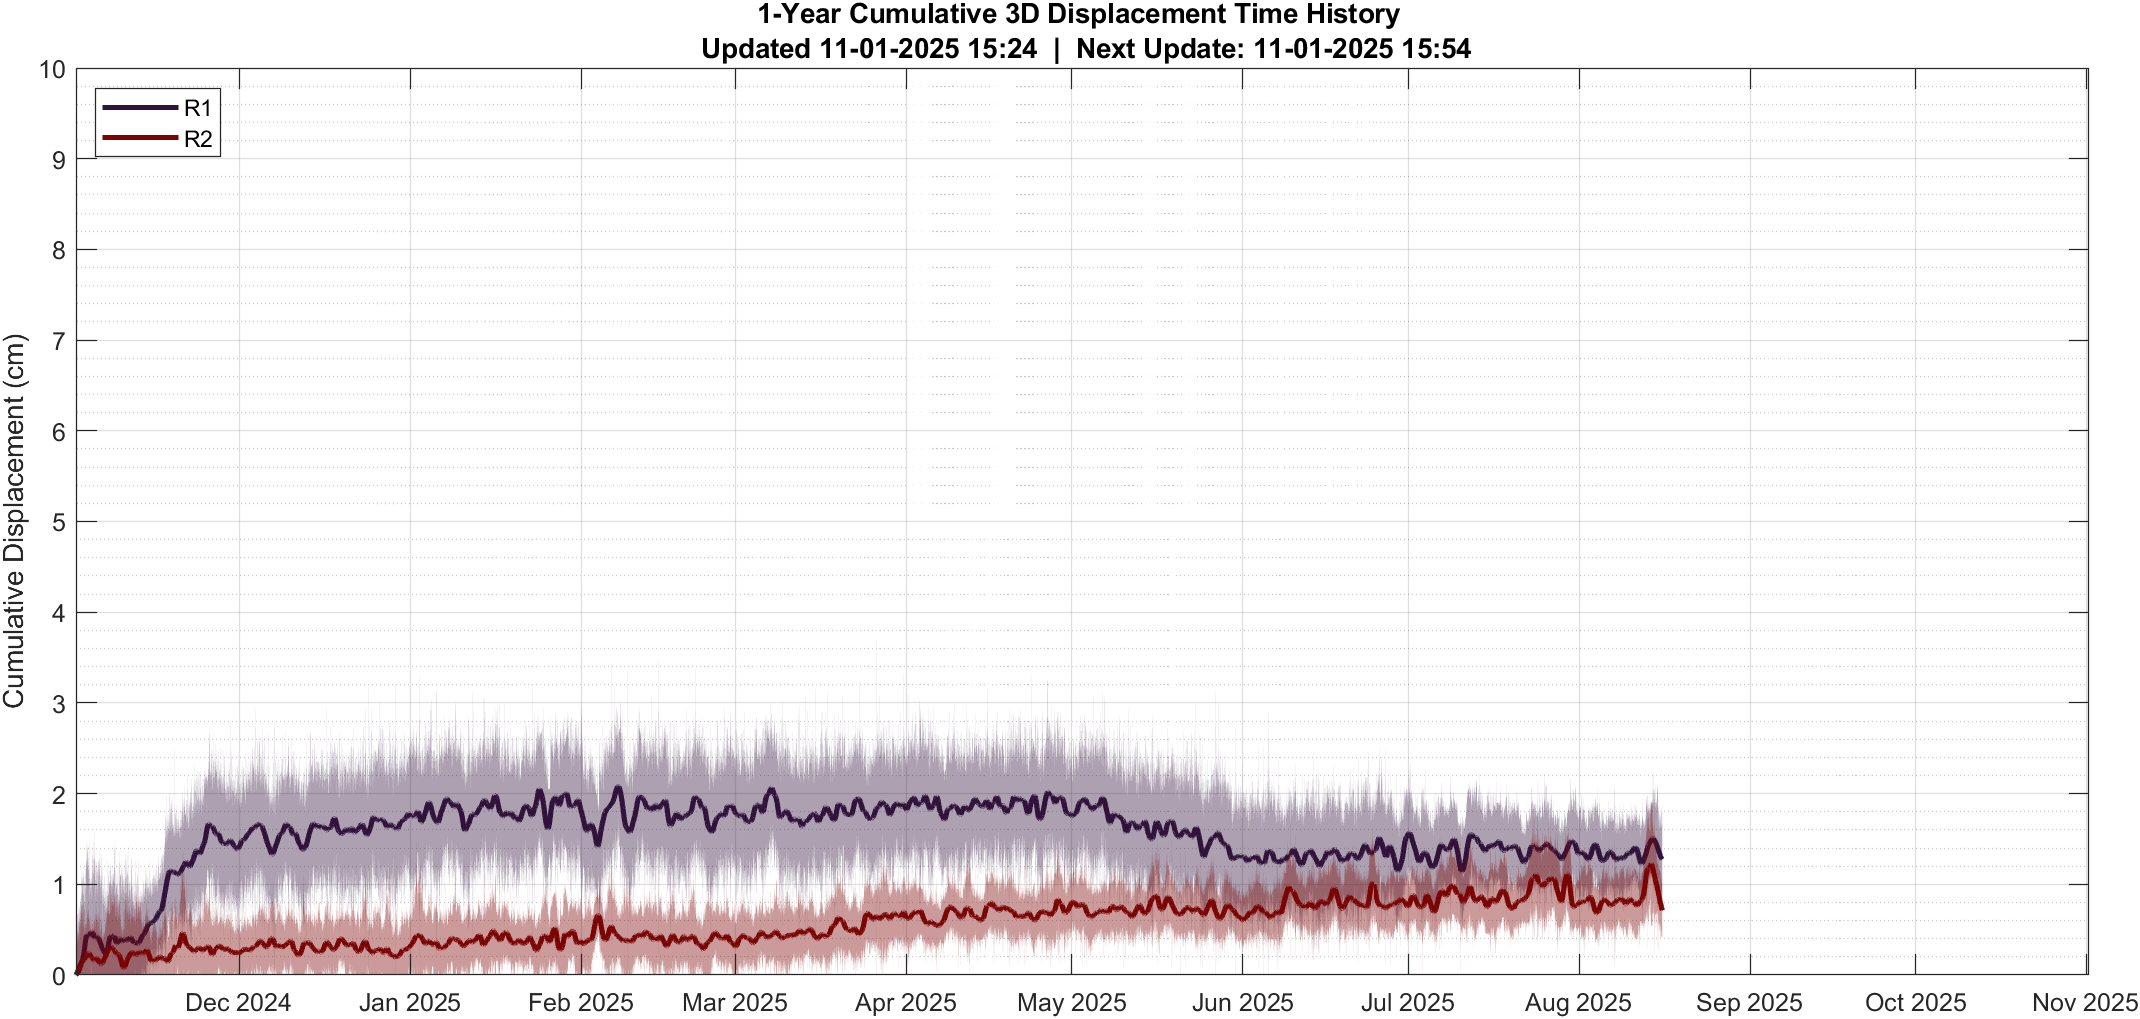 1-Year Cumulative 3D Displacement Time History
Updated 11-01-2025 15:24 | Next Update: 11-01-2025 15:54
R1
R2
Cumulative Displacement (cm)
10
9
8
7
6
5
4
3
2
1
0
Dec 2024 Jan 2025 Feb 2025 Mar 2025 Apr 2025 May 2025 Jun 2025 Jul 2025 Aug 2025 Sep 2025 Oct 2025 Nov 2025